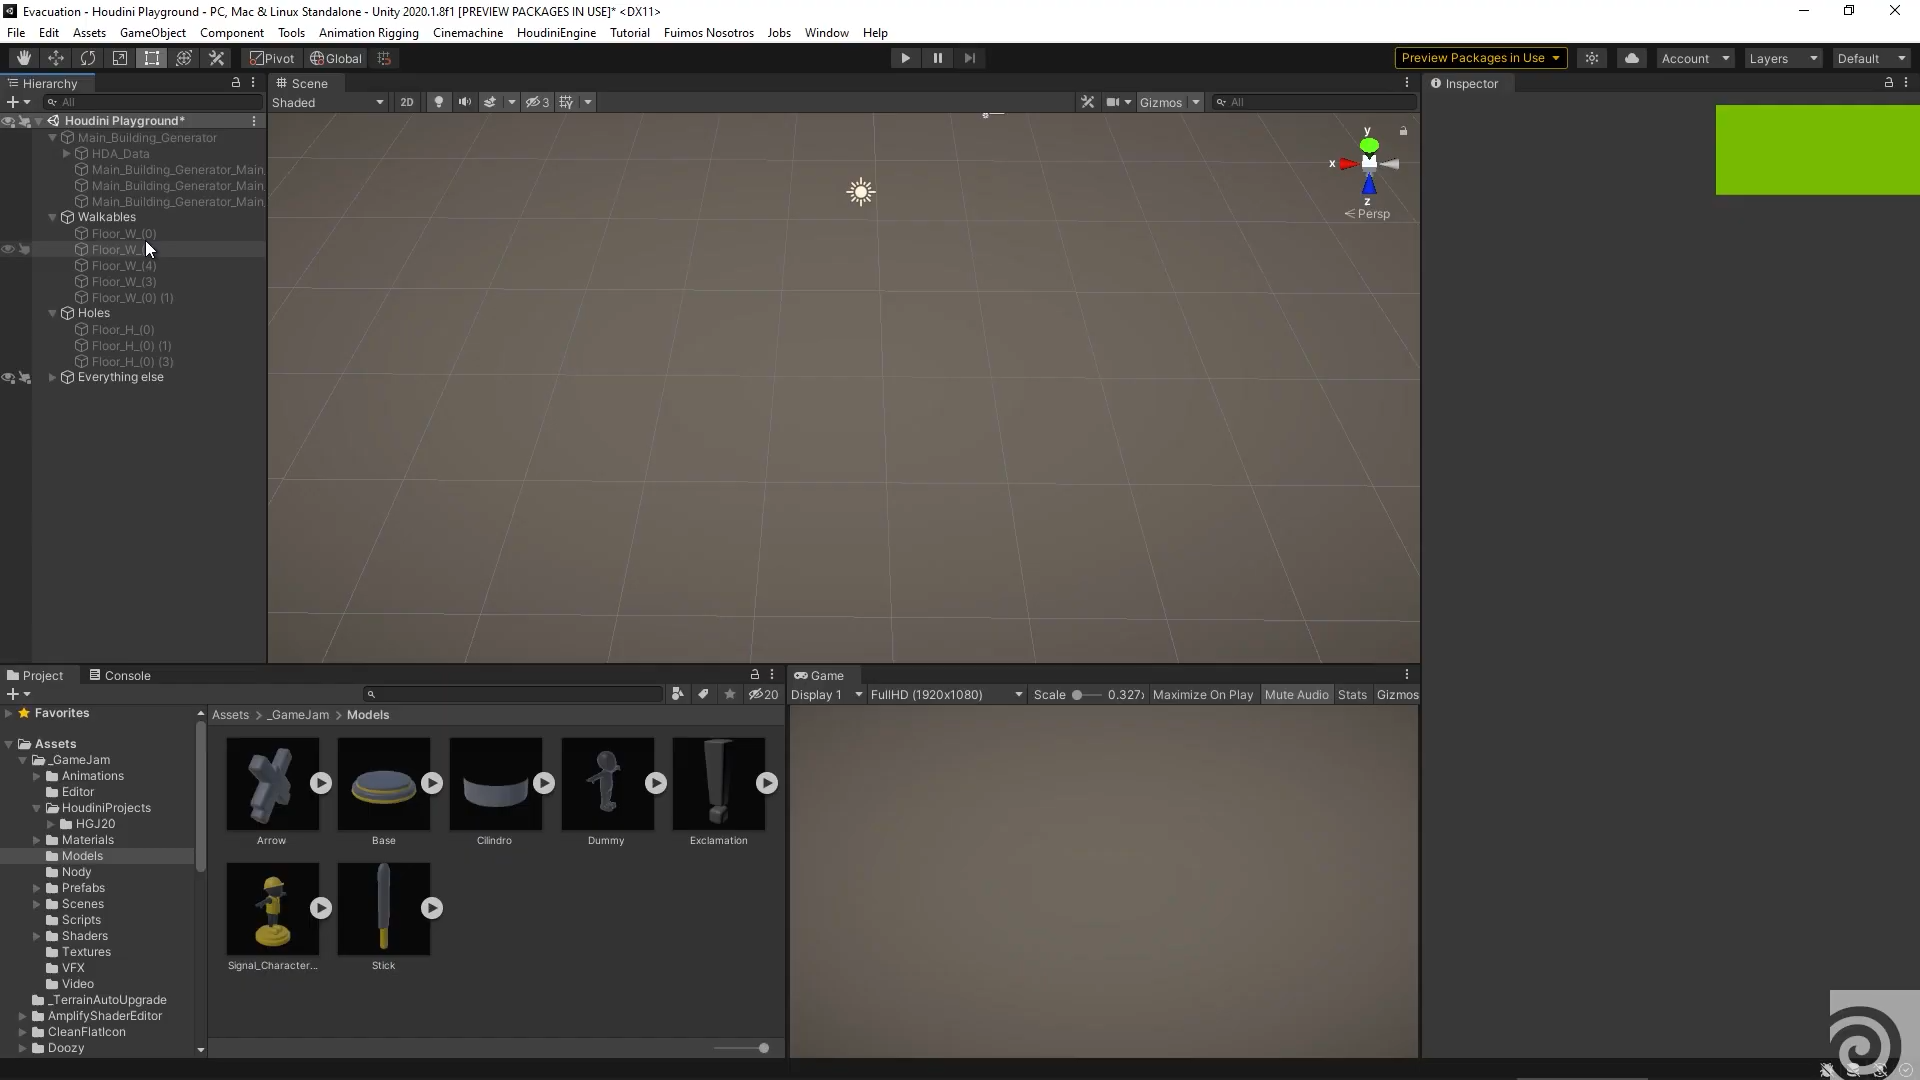 Evacuation - Houdini Playground - PC, Mac & Linux Standalone - Unity 2020.1.8f1 [PREVIEW PACKAGES IN USE]* <DX11>
File Edit Assets GameObject Component Tools Animation Rigging Cinemachine HoudiniEngine Tutorial Fuimos Nosotros Jobs Window Help
Pivot Global Preview Packages in Use Account Layers Default
Hierarchy Scene Inspector
All Shaded 2D 3 Gizmos All
Houdini Playground*
Main_Building_Generator
HDA_Data
Main_Building_Generator_Main
Main_Building_Generator_Main
Main_Building_Generator_Main
Walkables
Floor_W_(0)
Floor_W_
Floor_W_(4)
Floor_W_(3)
Floor_W_(0) (1)
Holes
Floor_H_(0)
Floor_H_(0) (1)
Floor_H_(0) (3)
Everything else
y
x
z
Persp
Project Console Game
20 Display 1 FullHD (1920x1080) Scale 0.327 Maximize On Play Mute Audio Stats Gizmos
Favorites
Assets > _GameJam > Models
Assets
_GameJam
Animations
Editor
HoudiniProjects
HGJ20
Materials
Models
Nody
Prefabs
Scenes
Scripts
Shaders
Textures
VFX
Video
_TerrainAutoUpgrade
AmplifyShaderEditor
CleanFlatIcon
Doozy
Arrow Base Cilindro Dummy Exclamation
Signal_Character... Stick